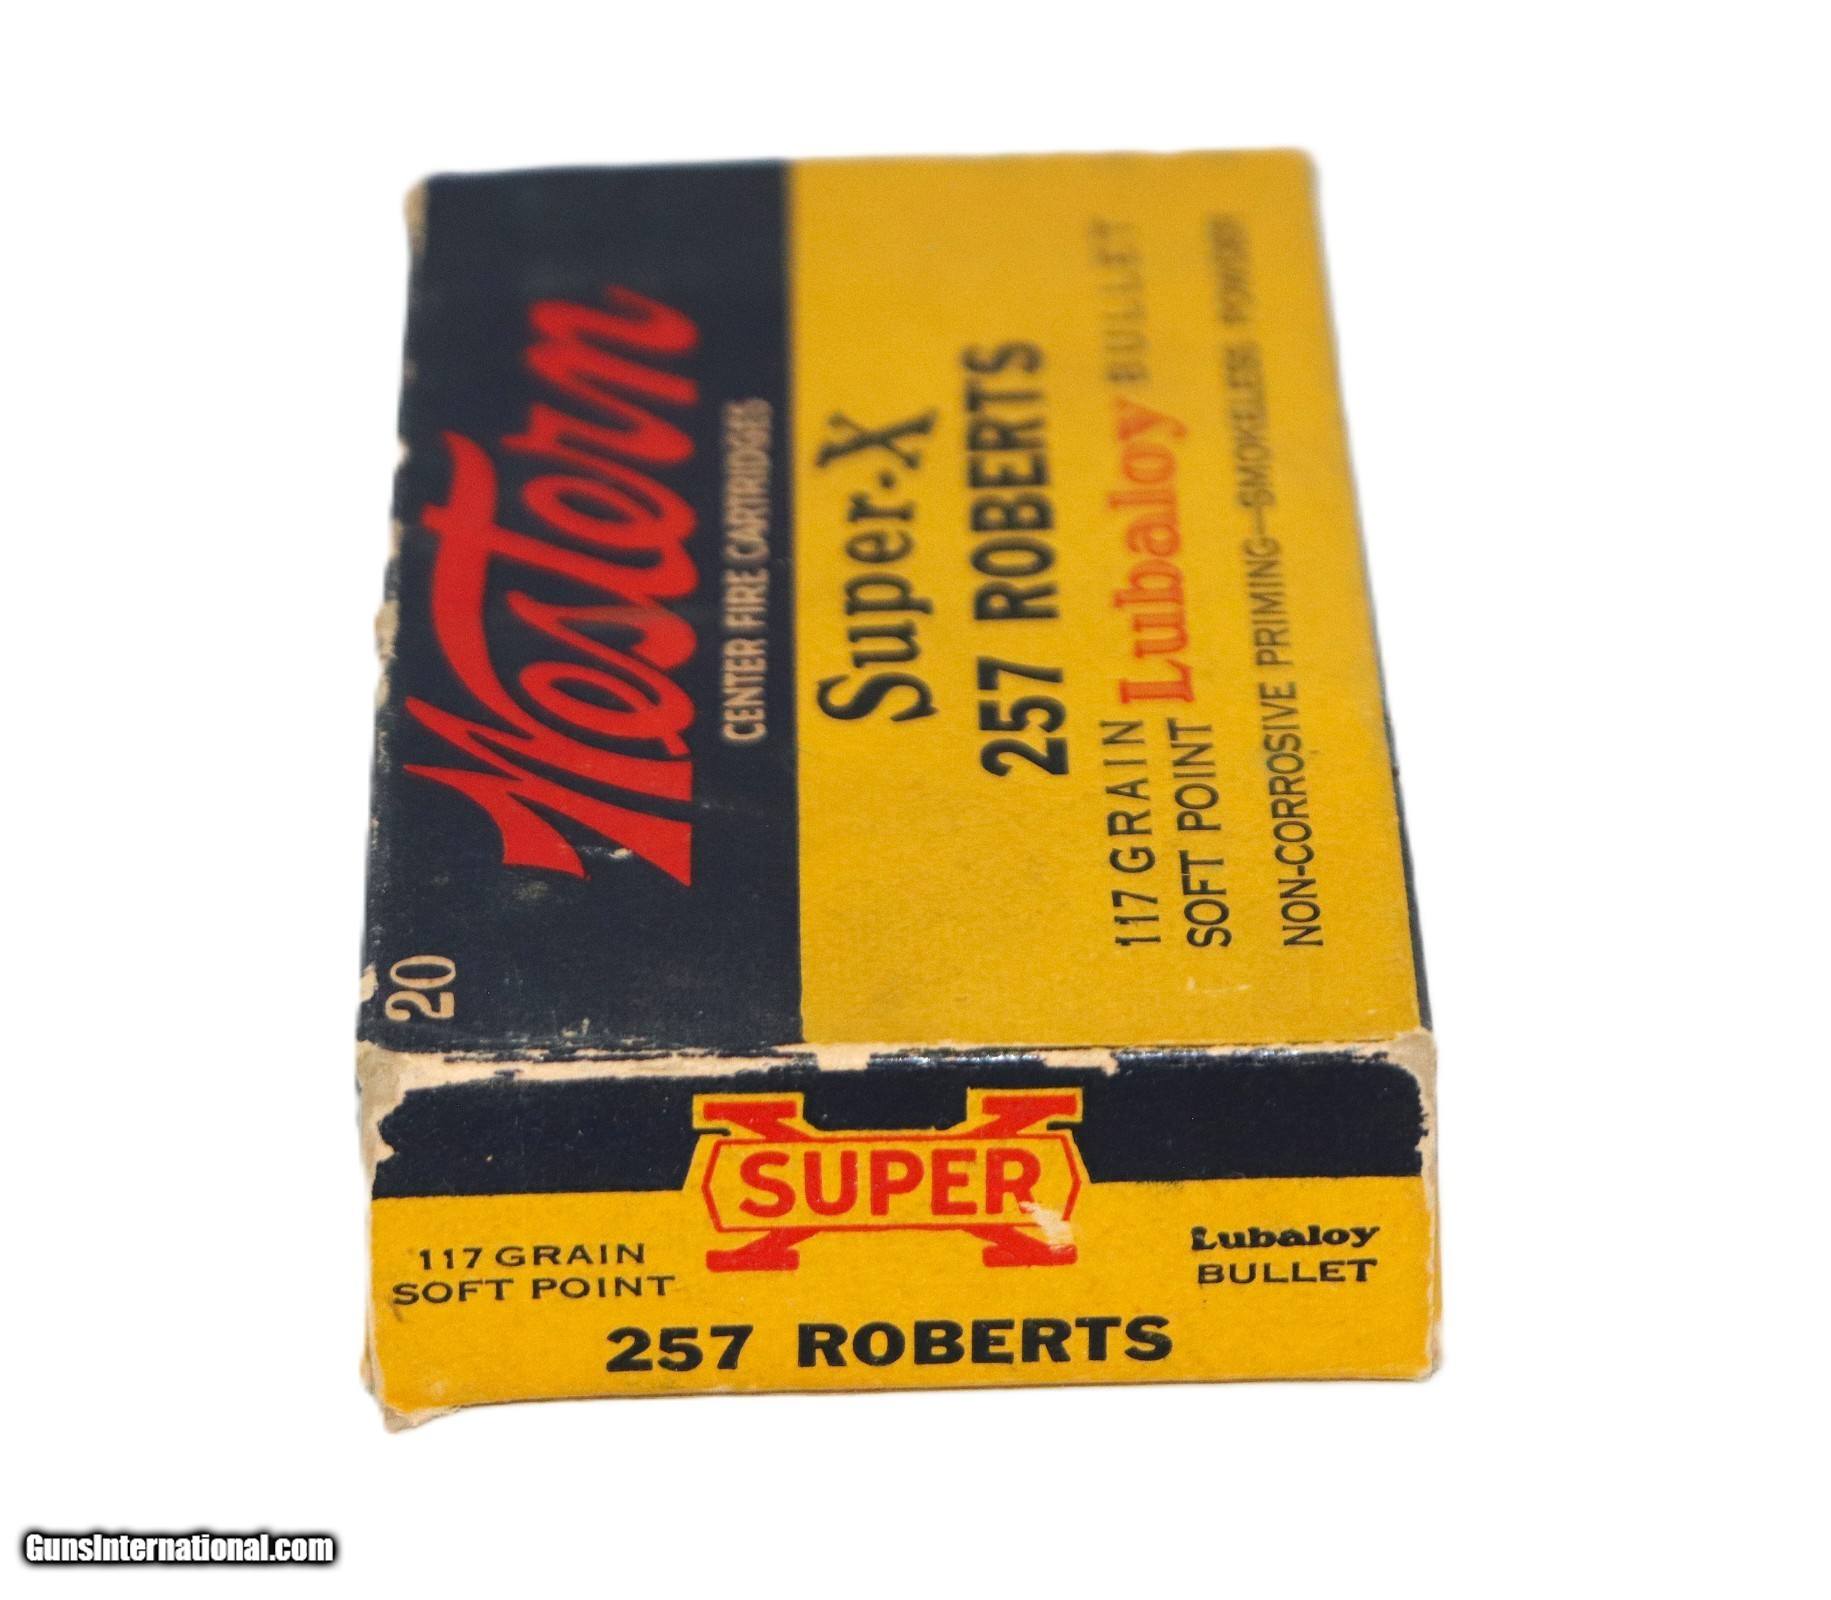 20
Western
CENTER FIRE CARTRIDGES
Super-X
257 ROBERTS
117 GRAIN Lubaloy BULLET
SOFT POINT
NON-CORROSIVE PRIMING—SMOKELESS POWDER
SUPER X
117 GRAIN
SOFT POINT
Lubaloy
BULLET
257 ROBERTS
GunsInternational.com